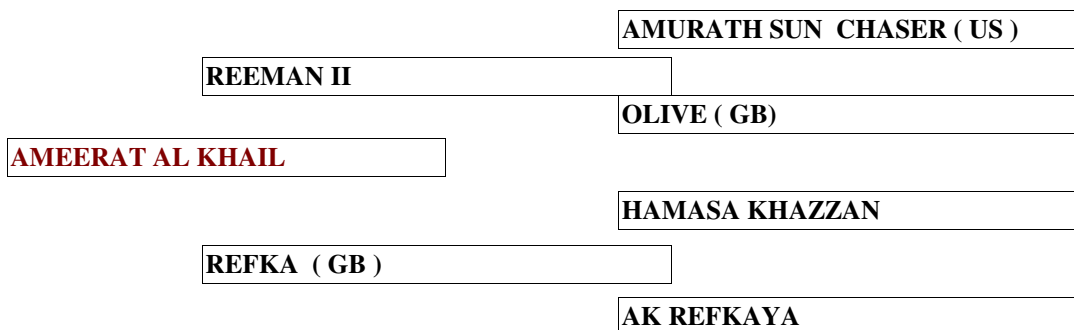 AMURATH SUN  CHASER ( US )
REEMAN II
OLIVE ( GB)
AMEERAT AL KHAIL
HAMASA KHAZZAN
REFKA  ( GB )
AK REFKAYA